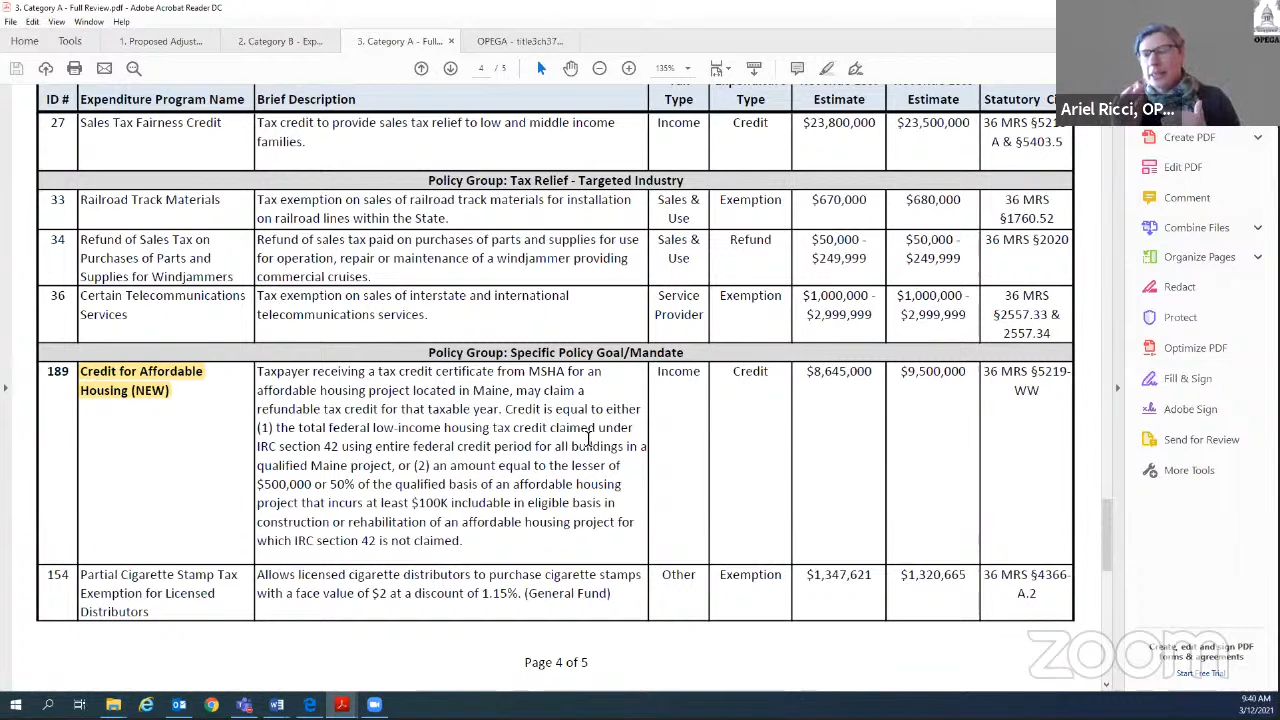 3. Category A - Full Review.pdf - Adobe Acrobat Reader DC
File Edit View Window Help
Home Tools 1. Proposed Adjust... 2. Category B - Exp... 3. Category A - Full... × OPEGA - title3ch37...
4 / 5 135%
OPEGA
Ariel Ricci, OP...
ID # Expenditure Program Name Brief Description Type Type Estimate Estimate Statutory
27 Sales Tax Fairness Credit Tax credit to provide sales tax relief to low and middle income Income Credit $23,800,000 $23,500,000 36 MRS
families. A & §5403.5
Policy Group: Tax Relief - Targeted Industry
33 Railroad Track Materials Tax exemption on sales of railroad track materials for installation Sales & Exemption $670,000 $680,000 36 MRS
on railroad lines within the State. Use §1760.52
34 Refund of Sales Tax on Refund of sales tax paid on purchases of parts and supplies for use Sales & Refund $50,000 - $50,000 - 36 MRS §2020
Purchases of Parts and for operation, repair or maintenance of a windjammer providing Use $249,999 $249,999
Supplies for Windjammers commercial cruises.
36 Certain Telecommunications Tax exemption on sales of interstate and international Service Exemption $1,000,000 - $1,000,000 - 36 MRS
Services telecommunications services. Provider $2,999,999 $2,999,999 §2557.33 &
2557.34
Policy Group: Specific Policy Goal/Mandate
189 Credit for Affordable Taxpayer receiving a tax credit certificate from MSHA for an Income Credit $8,645,000 $9,500,000 36 MRS §5219-
Housing (NEW) affordable housing project located in Maine, may claim a WW
refundable tax credit for that taxable year. Credit is equal to either
(1) the total federal low-income housing tax credit claimed under
IRC section 42 using entire federal credit period for all buildings in a
qualified Maine project, or (2) an amount equal to the lesser of
$500,000 or 50% of the qualified basis of an affordable housing
project that incurs at least $100K includable in eligible basis in
construction or rehabilitation of an affordable housing project for
which IRC section 42 is not claimed.
154 Partial Cigarette Stamp Tax Allows licensed cigarette distributors to purchase cigarette stamps Other Exemption $1,347,621 $1,320,665 36 MRS §4366-
Exemption for Licensed with a face value of $2 at a discount of 1.15%. (General Fund) A.2
Distributors
Page 4 of 5
Create PDF
Edit PDF
Comment
Combine Files
Organize Pages
Redact
Protect
Optimize PDF
Fill & Sign
Adobe Sign
Send for Review
More Tools
Create, edit and sign PDF
forms & agreements
Start Free Trial
zoom
9:40 AM
3/12/2021